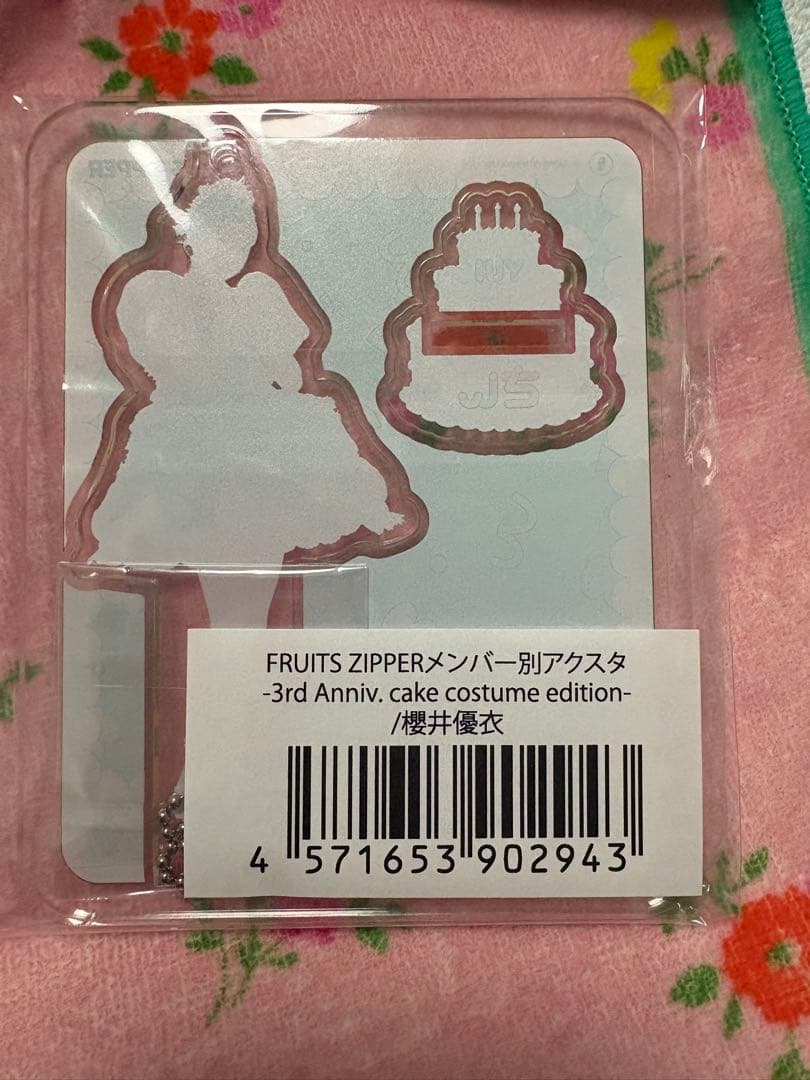 FRUITS ZIPPERメンバー別アクスタ
-3rd Anniv. cake costume edition-
/櫻井優衣
4 571653 902943
YUI